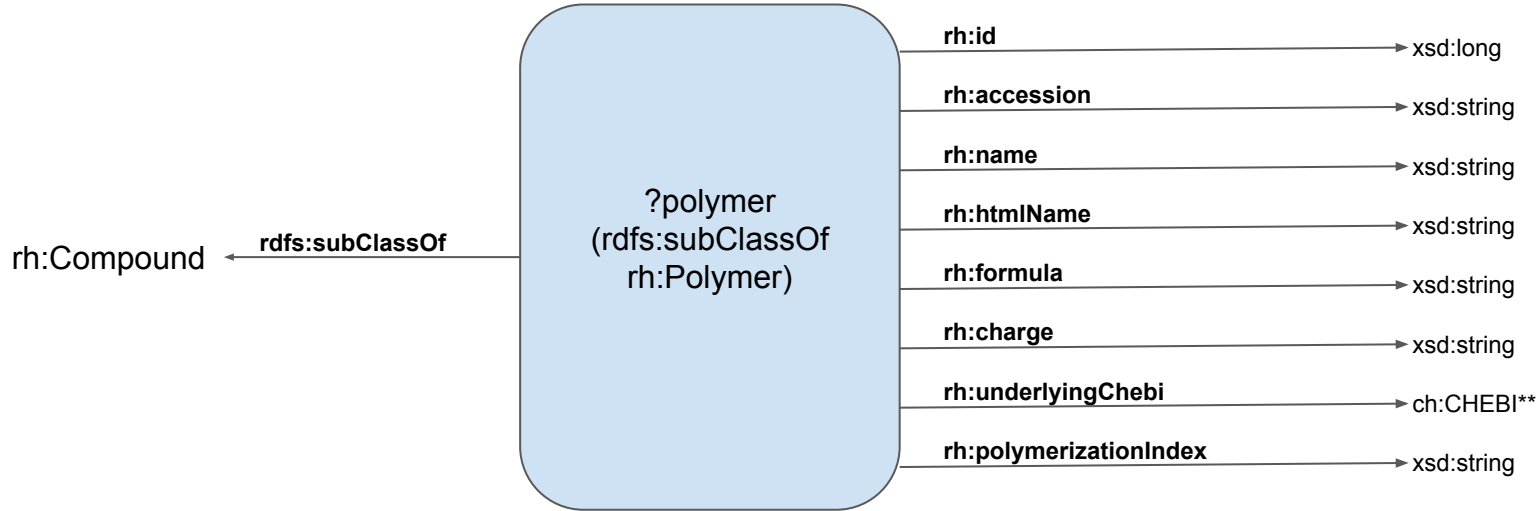 rh:Compound
rdfs:subClassOf
?polymer
(rdfs:subClassOf
rh:Polymer)
rh:id
xsd:long
rh:accession
xsd:string
rh:name
xsd:string
rh:htmlName
xsd:string
rh:formula
xsd:string
rh:charge
xsd:string
rh:underlyingChebi
ch:CHEBI**
rh:polymerizationIndex
xsd:string